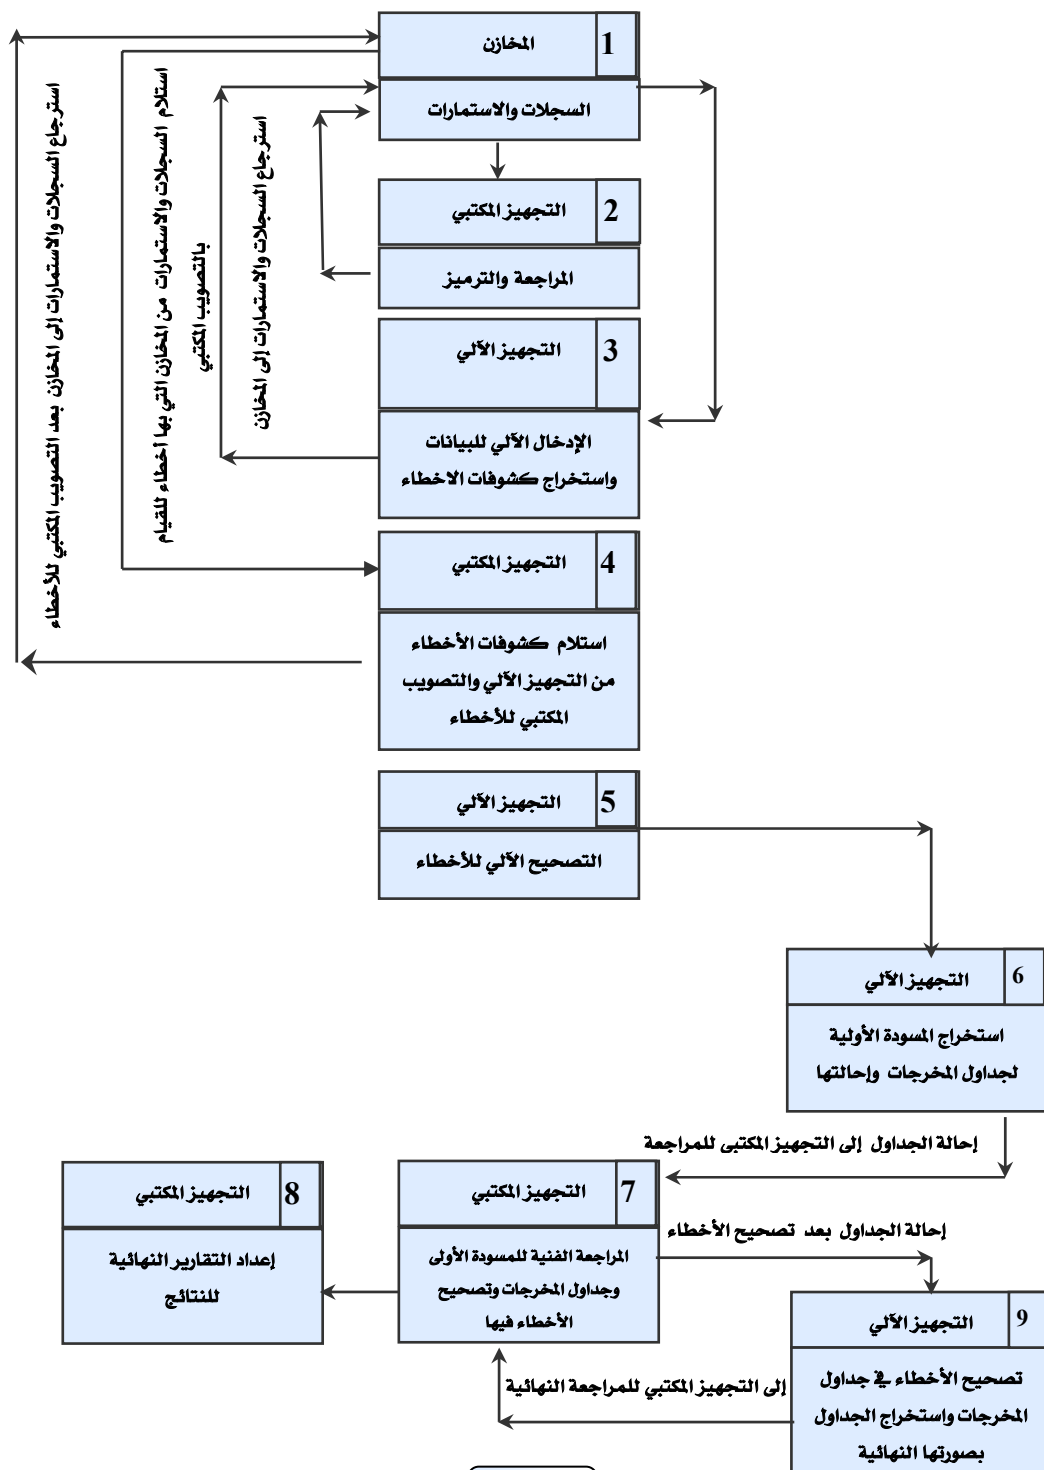 1
المخازن
السجلات والاستمارات
2
التجهيز المكتبي
المراجعة والترميز
3
التجهيز الآلي
الإدخال الآلي للبيانات
واستخراج كشوفات الاخطاء
4
التجهيز المكتبي
استلام كشوفات الأخطاء
من التجهيز الآلي والتصويب
المكتبي للأخطاء
استرجاع السجلات والاستمارات إلى المخازن
استلام السجلات والاستمارات من المخازن التي بها أخطاء للقيام
بالتصويب المكتبي
استرجاع السجلات والاستمارات إلى المخازن بعد التصويب المكتبي للأخطاء
5
التجهيز الآلي
التصحيح الآلي للأخطاء
6
التجهيز الآلي
استخراج المسودة الأولية
لجداول المخرجات وإحالتها
إحالة الجداول إلى التجهيز المكتبي للمراجعة
7
التجهيز المكتبي
المراجعة الفنية للمسودة الأولى
وجداول المخرجات وتصحيح
الأخطاء فيها
8
التجهيز المكتبي
إعداد التقارير النهائية
للنتائج
إحالة الجداول بعد تصحيح الأخطاء
9
التجهيز الآلي
تصحيح الأخطاء في جداول
المخرجات واستخراج الجداول
بصورتها النهائية
إلى التجهيز المكتبي للمراجعة النهائية